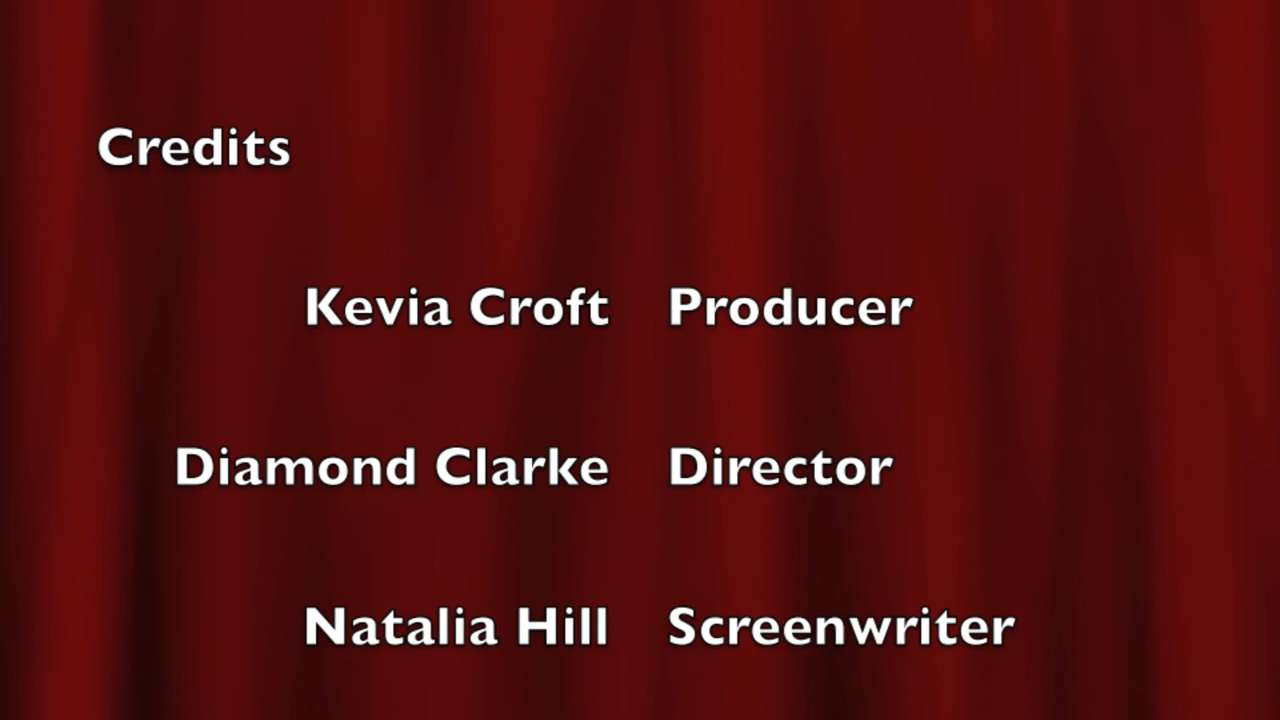 Credits
Kevia Croft Producer
Diamond Clarke Director
Natalia Hill Screenwriter